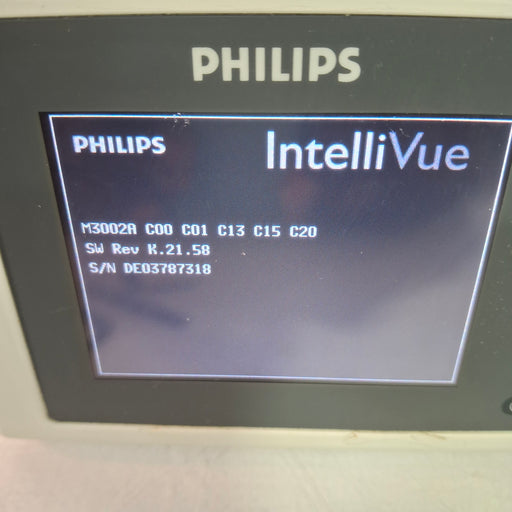 PHILIPS
PHILIPS IntelliVue
M3002A C00 C01 C13 C15 C20
SW Rev K.21.58
S/N DE03787318